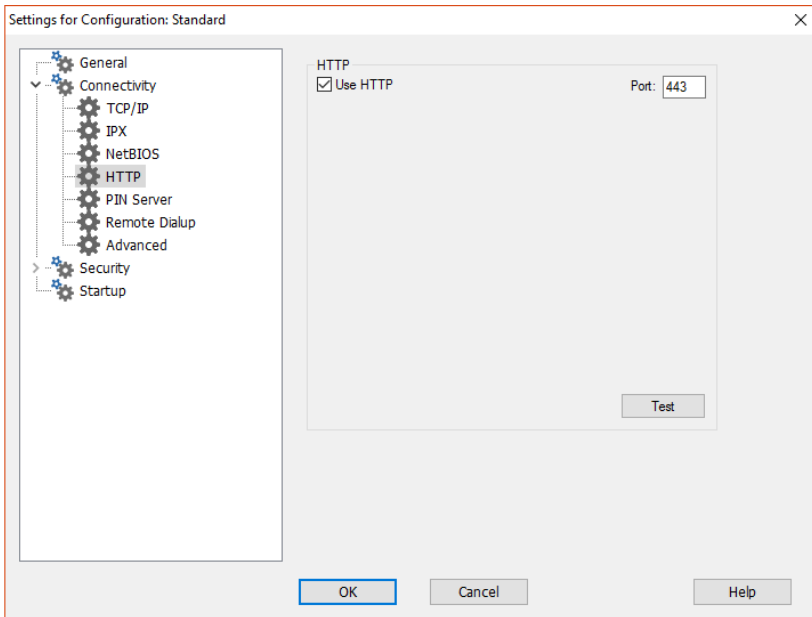 Settings for Configuration: Standard
General
Connectivity
TCP/IP
IPX
NetBIOS
HTTP
PIN Server
Remote Dialup
Advanced
Security
Startup
HTTP
Use HTTP
Port: 443
Test
OK
Cancel
Help